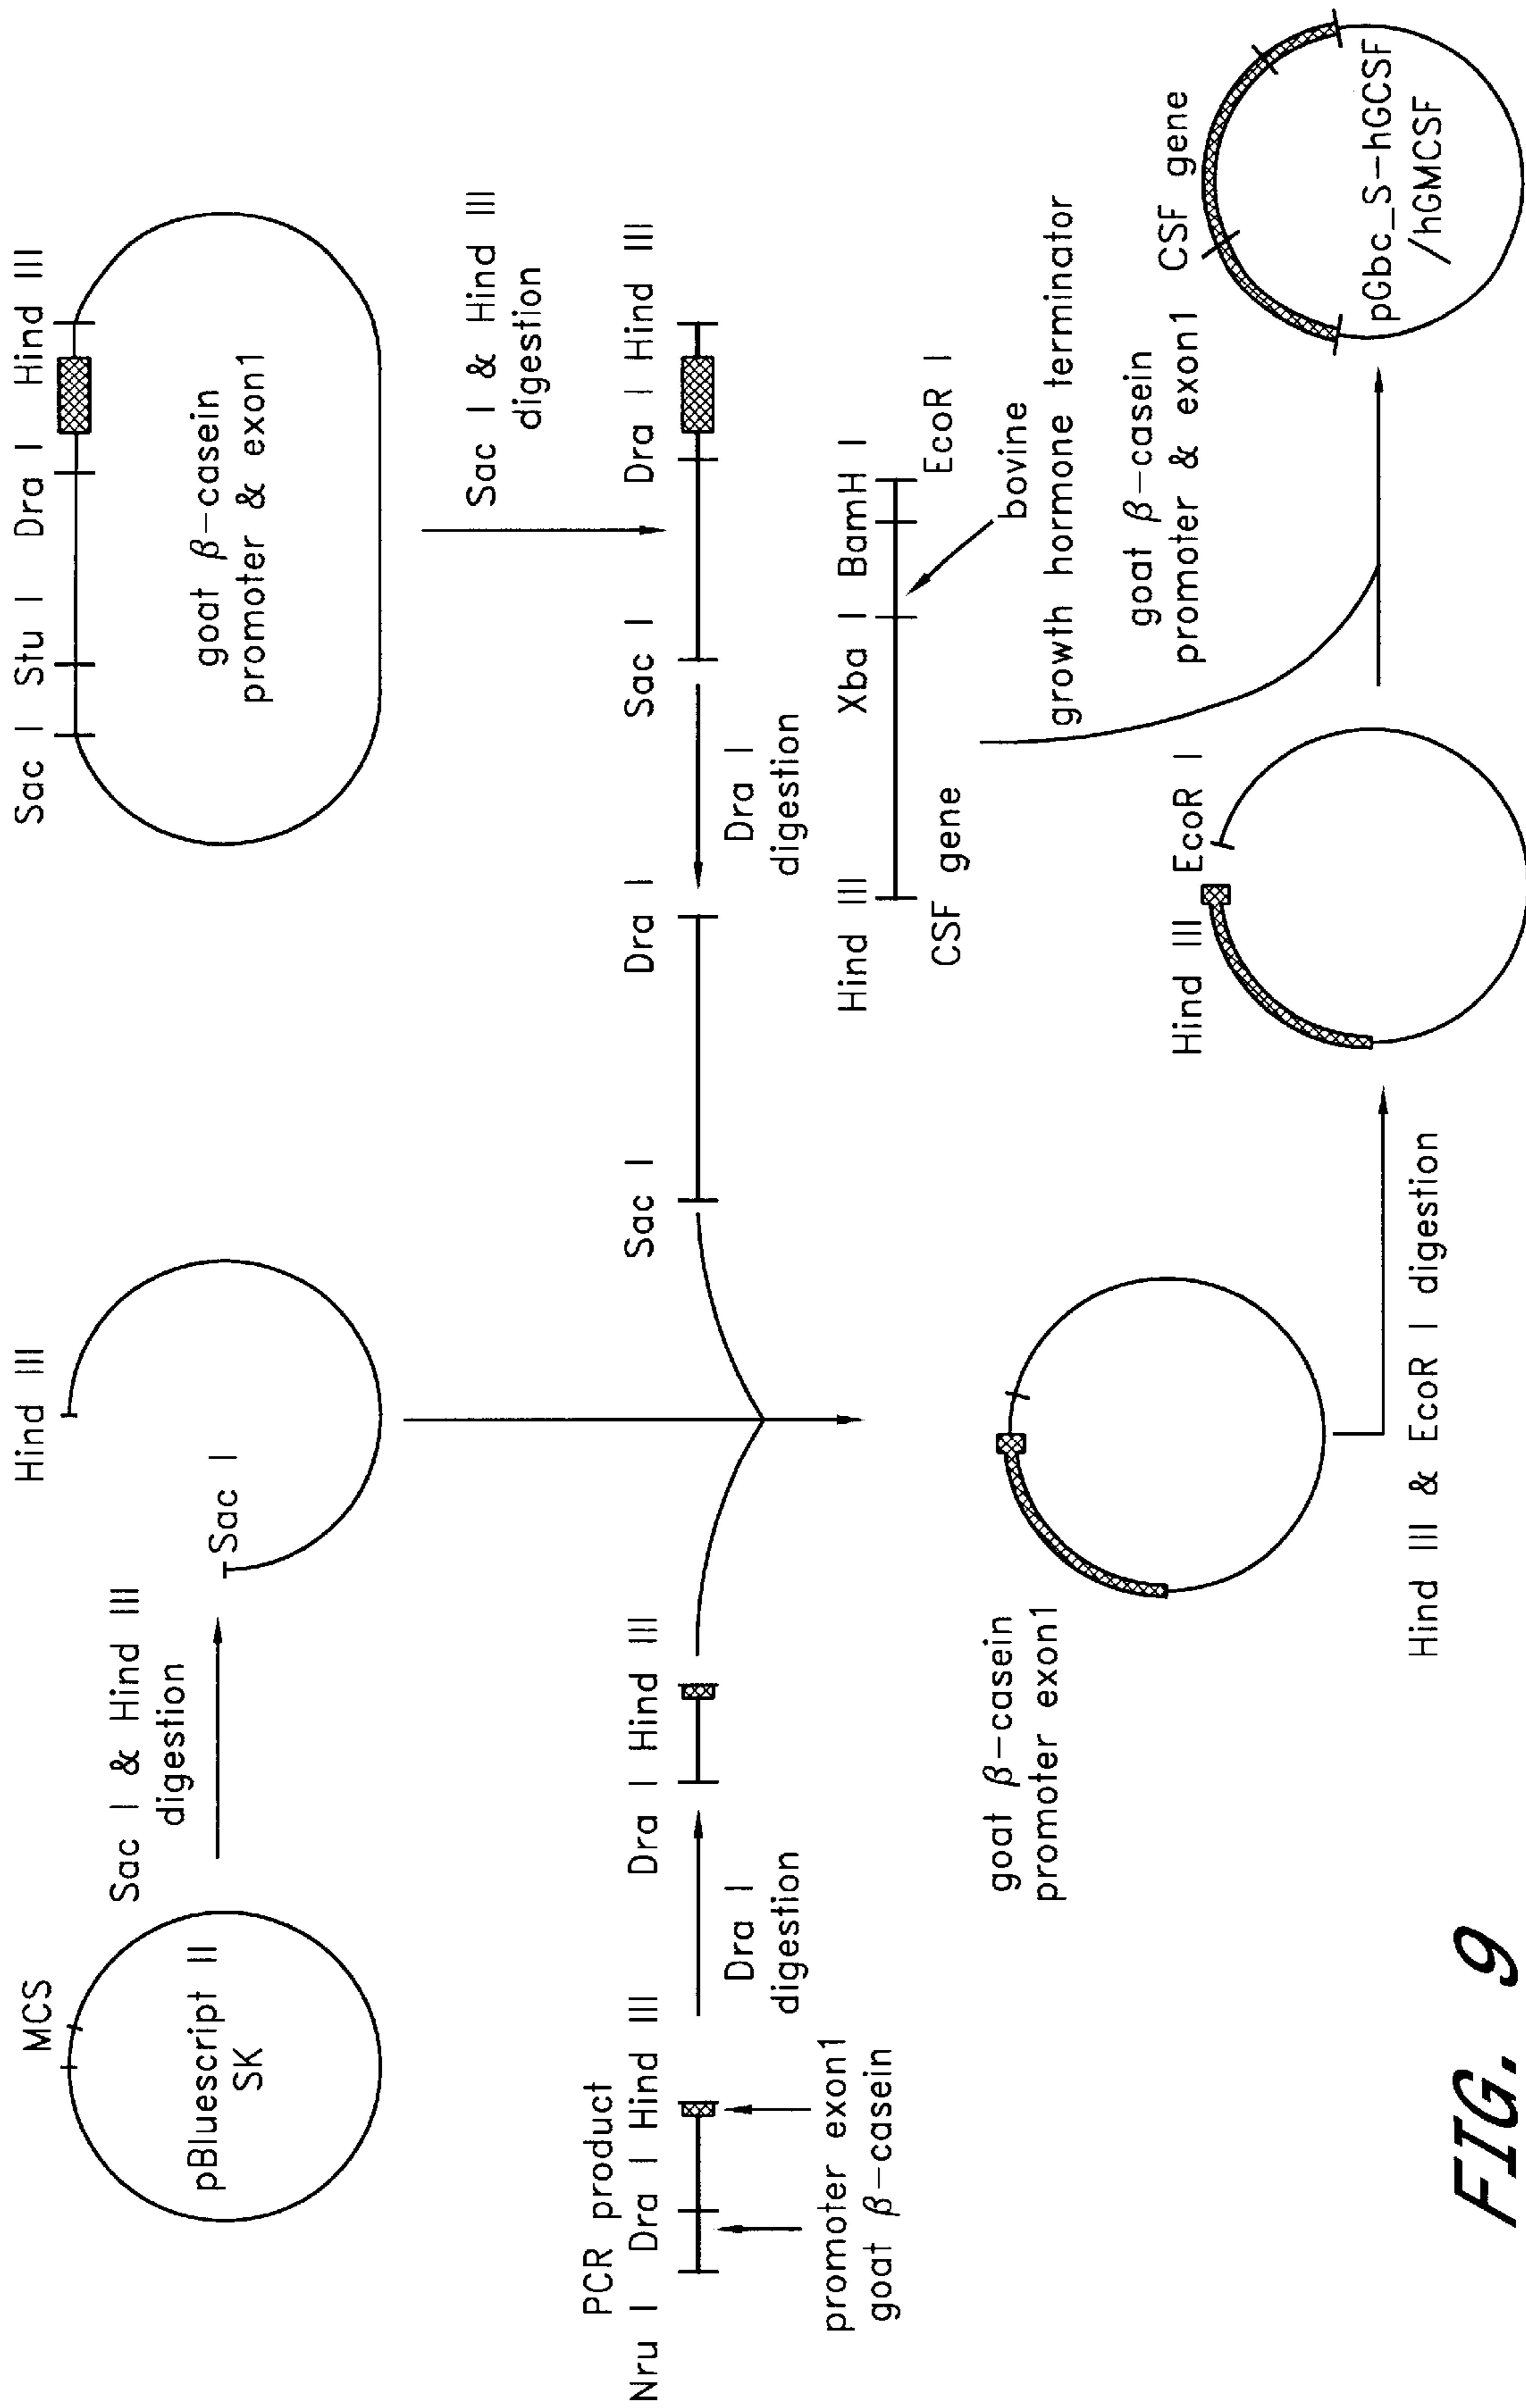 MCS
pBluescript II
SK
Sac I & Hind III
digestion
Hind III
Sac I
Sac I Stu I Dra I Hind III
goat β-casein
promoter & exon1
Sac I & Hind III
digestion
PCR product
Nru I Dra I Hind III
promoter exon1
goat β-casein
Dra I
digestion
Dra I Hind III
Sac I Dra I
Dra I
digestion
Sac I Dra I Hind III
Hind III Xba I BamH I
CSF gene EcoR I
bovine
growth hormone terminator
goat β-casein
promoter exon1
Hind III & EcoR I digestion
Hind III EcoR I
goat β-casein
promoter & exon1
CSF gene
pGbc_S-hGCSF
/hGMCSF
FIG. 9